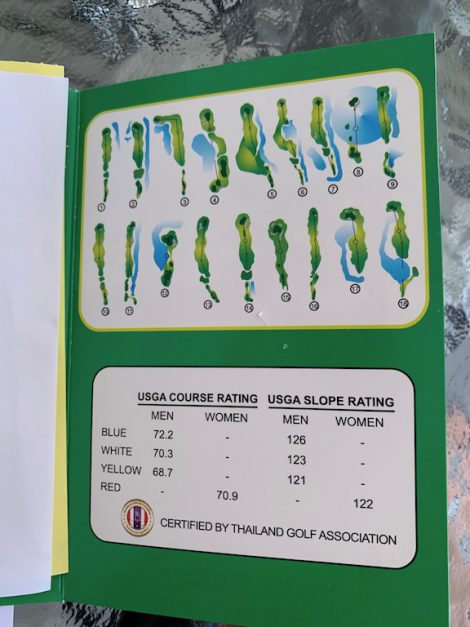 1 2 3 4 5 6 7 8 9
10 11 12 13 14 15 16 17 18
USGA COURSE RATING USGA SLOPE RATING
MEN WOMEN MEN WOMEN
BLUE 72.2 - 126 -
WHITE 70.3 - 123 -
YELLOW 68.7 - 121 -
RED - 70.9 - 122
CERTIFIED BY THAILAND GOLF ASSOCIATION